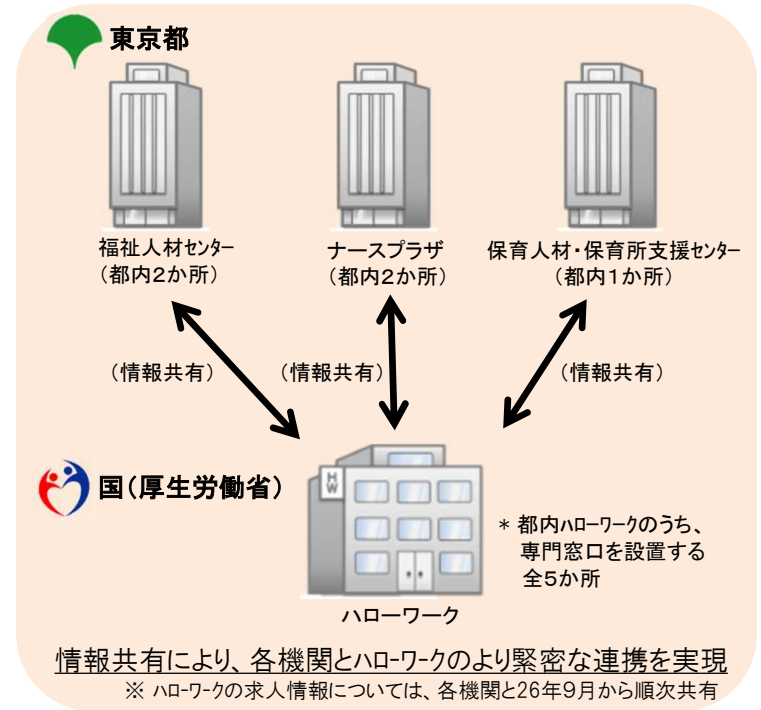 東京都
福祉人材センター
(都内2か所)
ナースプラザ
(都内2か所)
保育人材・保育所支援センター
(都内1か所)
(情報共有)
(情報共有)
(情報共有)
国(厚生労働省)
HW
* 都内ハローワークのうち、
専門窓口を設置する
全5か所
ハローワーク
情報共有により、各機関とハローワークのより緊密な連携を実現
※ ハローワークの求人情報については、各機関と26年9月から順次共有